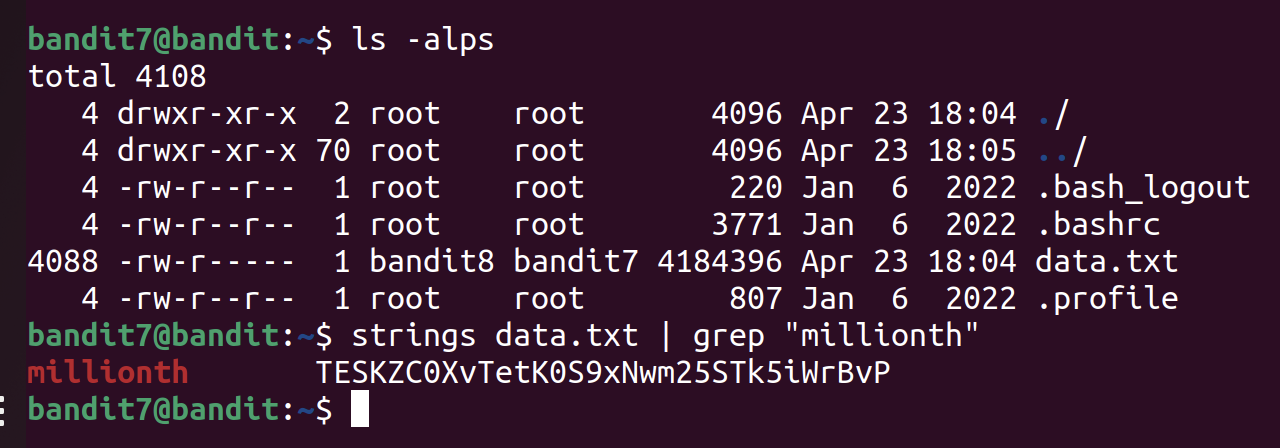 bandit7@bandit:~$ ls -alps
total 4108
   4 drwxr-xr-x  2 root    root       4096 Apr 23 18:04 ./
   4 drwxr-xr-x 70 root    root       4096 Apr 23 18:05 ../
   4 -rw-r--r--  1 root    root        220 Jan  6  2022 .bash_logout
   4 -rw-r--r--  1 root    root       3771 Jan  6  2022 .bashrc
4088 -rw-r-----  1 bandit8 bandit7 4184396 Apr 23 18:04 data.txt
   4 -rw-r--r--  1 root    root        807 Jan  6  2022 .profile
bandit7@bandit:~$ strings data.txt | grep "millionth"
millionth       TESKZC0XvTetK0S9xNwm25STk5iWrBvP
bandit7@bandit:~$